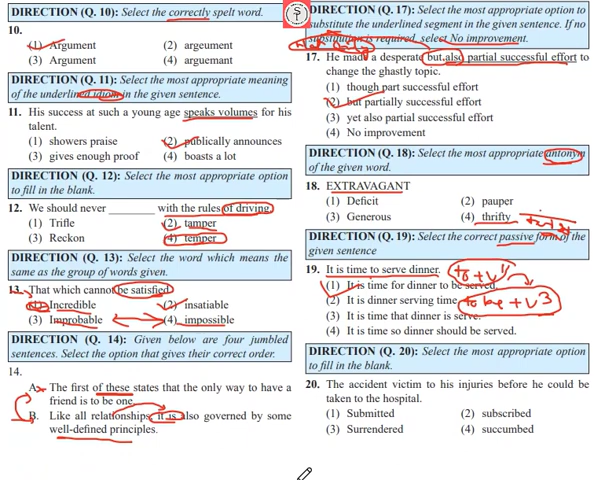 DIRECTION (Q. 10): Select the correctly spelt word.
10.
(1) Argument (2) argeument
(3) Argument (4) arguemant
DIRECTION (Q. 11): Select the most appropriate meaning
of the underlined idiom in the given sentence.
11. His success at such a young age speaks volumes for his
talent.
(1) showers praise (2) publically announces
(3) gives enough proof (4) boasts a lot
DIRECTION (Q. 12): Select the most appropriate option
to fill in the blank.
12. We should never ________ with the rules of driving.
(1) Trifle (2) tamper
(3) Reckon (4) temper
DIRECTION (Q. 13): Select the word which means the
same as the group of words given.
13. That which cannot be satisfied
(1) Incredible (2) insatiable
(3) Improbable (4) impossible
DIRECTION (Q. 14): Given below are four jumbled
sentences. Select the option that gives their correct order.
14.
A. The first of these states that the only way to have a
friend is to be one.
B. Like all relationships, it is also governed by some
well-defined principles.
DIRECTION (Q. 17): Select the most appropriate option to
substitute the underlined segment in the given sentence. If no
substitution is required, select No improvement.
17. He made a desperate but also partial successful effort to
change the ghastly topic.
(1) though part successful effort
(2) but partially successful effort
(3) yet also partial successful effort
(4) No improvement
DIRECTION (Q. 18): Select the most appropriate antonym
of the given word.
18. EXTRAVAGANT
(1) Deficit (2) pauper
(3) Generous (4) thrifty
DIRECTION (Q. 19): Select the correct passive form of the
given sentence
19. It is time to serve dinner. to + V1
(1) It is time for dinner to be served.
(2) It is dinner serving time to be + V3
(3) It is time that dinner is serve.
(4) It is time so dinner should be served.
DIRECTION (Q. 20): Select the most appropriate option
to fill in the blank.
20. The accident victim to his injuries before he could be
taken to the hospital.
(1) Submitted (2) subscribed
(3) Surrendered (4) succumbed